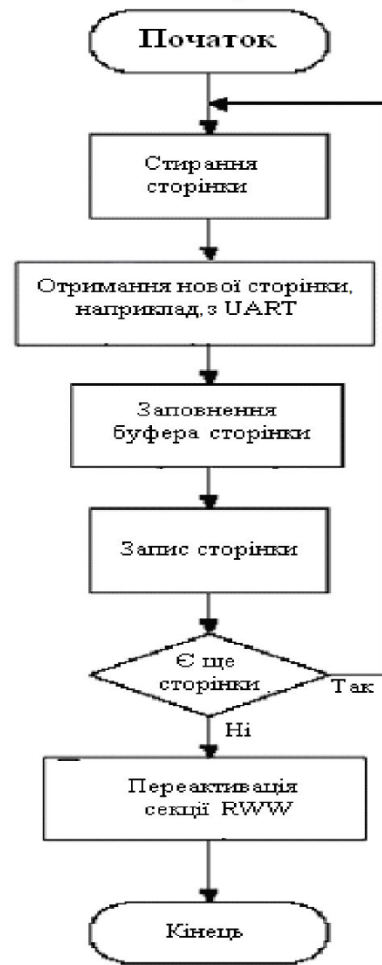 Початок
Стирання
сторінки
Отримання нової сторінки,
наприклад, з UART
Заповнення
буфера сторінки
Запис сторінки
Є ще
сторінки
Так
Ні
Переактивація
секції RWW
Кінець